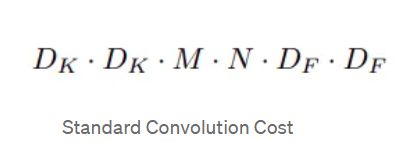 D_K · D_K · M · N · D_F · D_F
Standard Convolution Cost